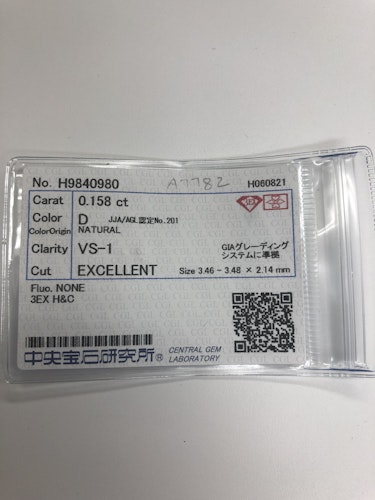 No. H9840980 A7782 H060821
Carat 0.158 ct
Color D JJA/AGL認定No.201
ColorOrigin NATURAL
Clarity VS-1 GIAグレーディング
システムに準拠
Cut EXCELLENT Size 3.46 - 3.48 × 2.14 mm
Fluo. NONE
3EX H&C
中央宝石研究所® CENTRAL GEM
LABORATORY